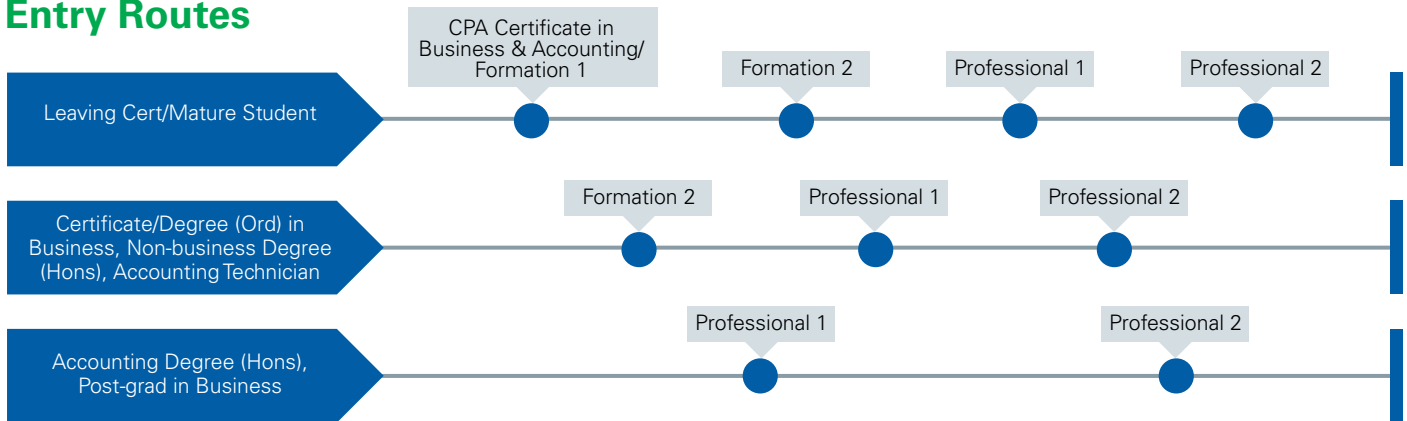 Entry Routes
CPA Certificate in
Business & Accounting/
Formation 1
Formation 2
Professional 1
Professional 2
Leaving Cert/Mature Student
Formation 2
Professional 1
Professional 2
Certificate/Degree (Ord) in
Business, Non-business Degree
(Hons), Accounting Technician
Professional 1
Professional 2
Accounting Degree (Hons),
Post-grad in Business